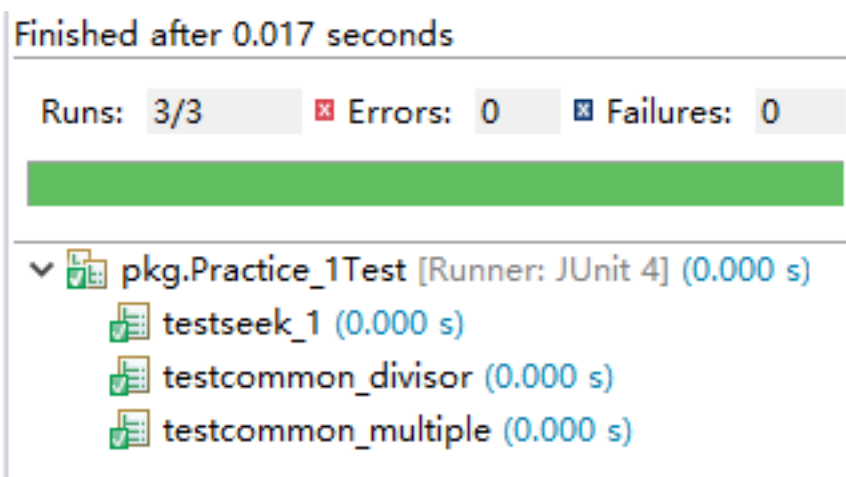 Finished after 0.017 seconds
Runs: 3/3 Errors: 0 Failures: 0
pkg.Practice_1Test [Runner: JUnit 4] (0.000 s)
testseek_1 (0.000 s)
testcommon_divisor (0.000 s)
testcommon_multiple (0.000 s)